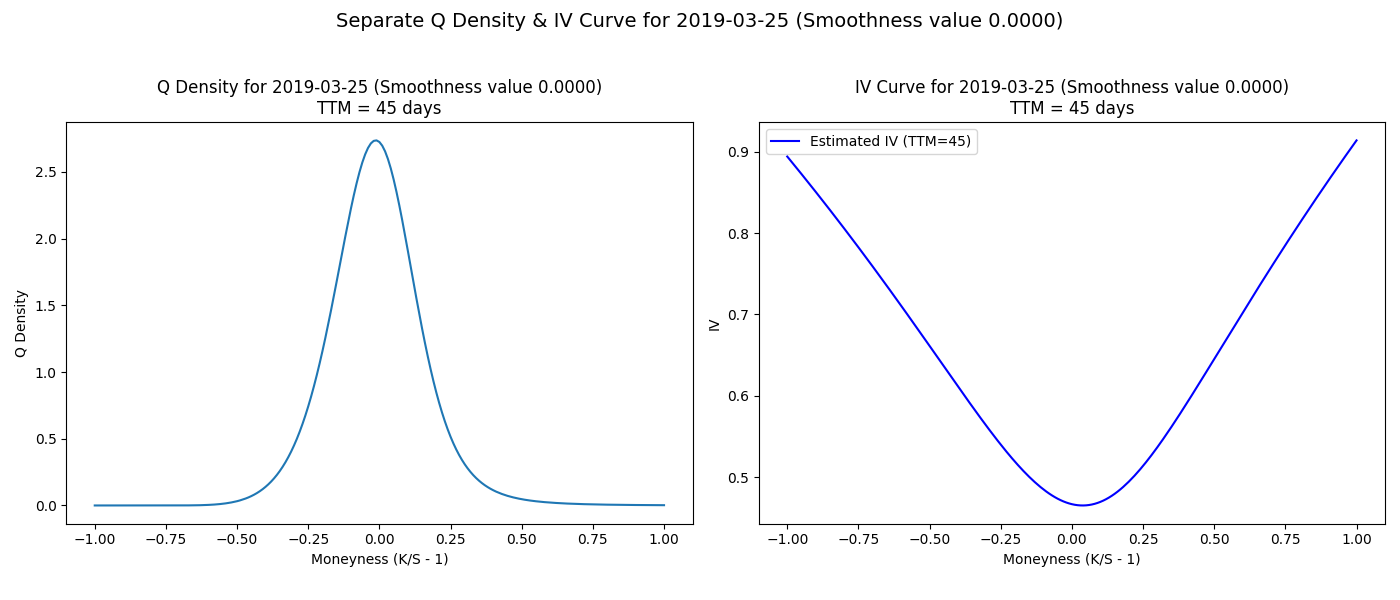 Separate Q Density & IV Curve for 2019-03-25 (Smoothness value 0.0000)
Q Density for 2019-03-25 (Smoothness value 0.0000)
TTM = 45 days
Q Density
2.5
2.0
1.5
1.0
0.5
0.0
−1.00 −0.75 −0.50 −0.25 0.00 0.25 0.50 0.75 1.00
Moneyness (K/S - 1)
IV Curve for 2019-03-25 (Smoothness value 0.0000)
TTM = 45 days
Estimated IV (TTM=45)
IV
0.9
0.8
0.7
0.6
0.5
−1.00 −0.75 −0.50 −0.25 0.00 0.25 0.50 0.75 1.00
Moneyness (K/S - 1)